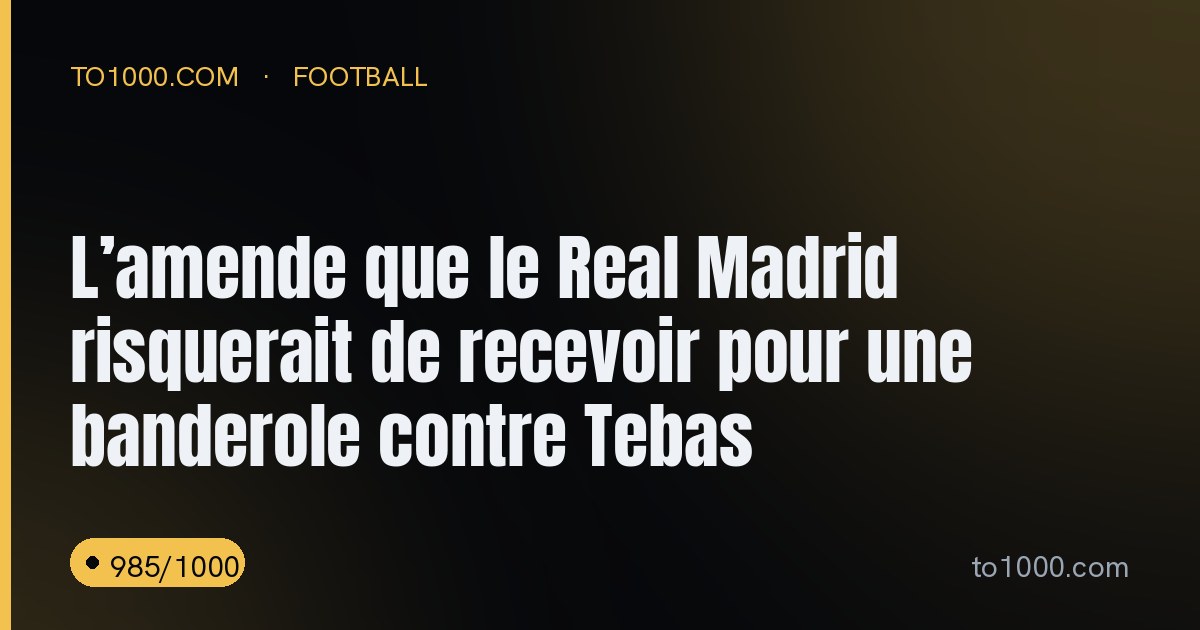 TO1000.COM · FOOTBALL
L’amende que le Real Madrid
risquerait de recevoir pour une
banderole contre Tebas
985/1000
to1000.com